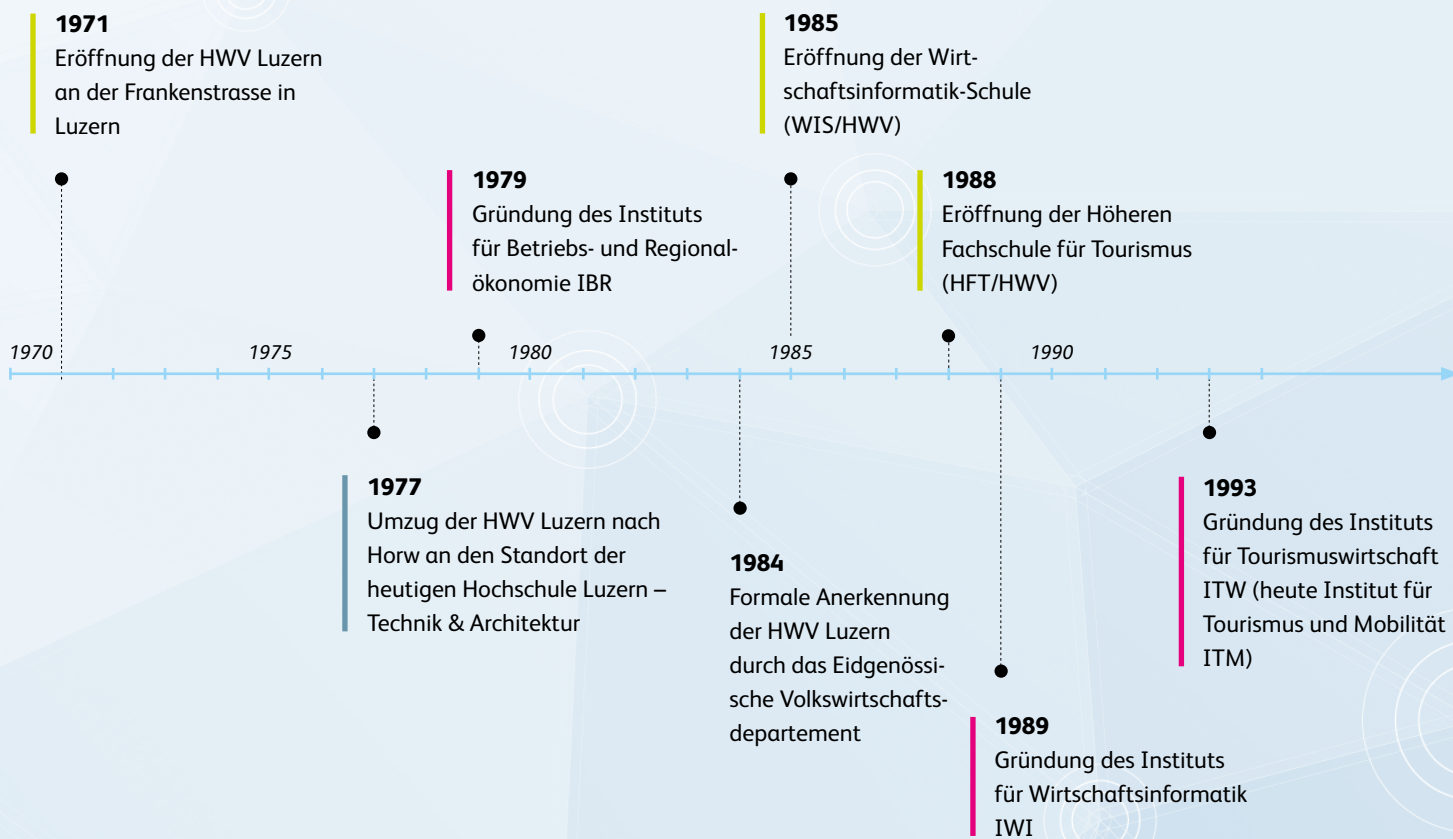 1971
Eröffnung der HWV Luzern
an der Frankenstrasse in
Luzern
1985
Eröffnung der Wirt-
schaftsinformatik-Schule
(WIS/HWV)
1979
Gründung des Instituts
für Betriebs- und Regional-
ökonomie IBR
1988
Eröffnung der Höheren
Fachschule für Tourismus
(HFT/HWV)
1970 1975 1980 1985 1990
1977
Umzug der HWV Luzern nach
Horw an den Standort der
heutigen Hochschule Luzern –
Technik & Architektur
1984
Formale Anerkennung
der HWV Luzern
durch das Eidgenössi-
sche Volkswirtschafts-
departement
1989
Gründung des Instituts
für Wirtschaftsinformatik
IWI
1993
Gründung des Instituts
für Tourismuswirtschaft
ITW (heute Institut für
Tourismus und Mobilität
ITM)